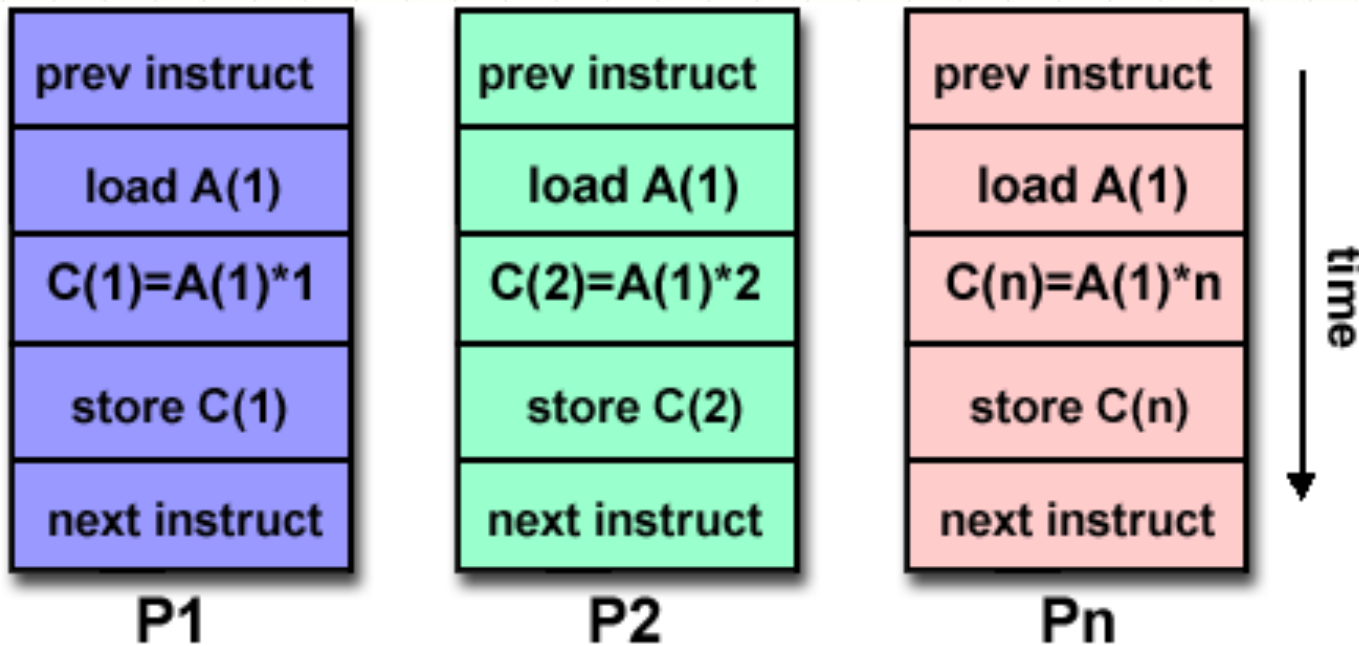 prev instruct
load A(1)
C(1)=A(1)*1
store C(1)
next instruct
P1
prev instruct
load A(1)
C(2)=A(1)*2
store C(2)
next instruct
P2
prev instruct
load A(1)
C(n)=A(1)*n
store C(n)
next instruct
Pn
time